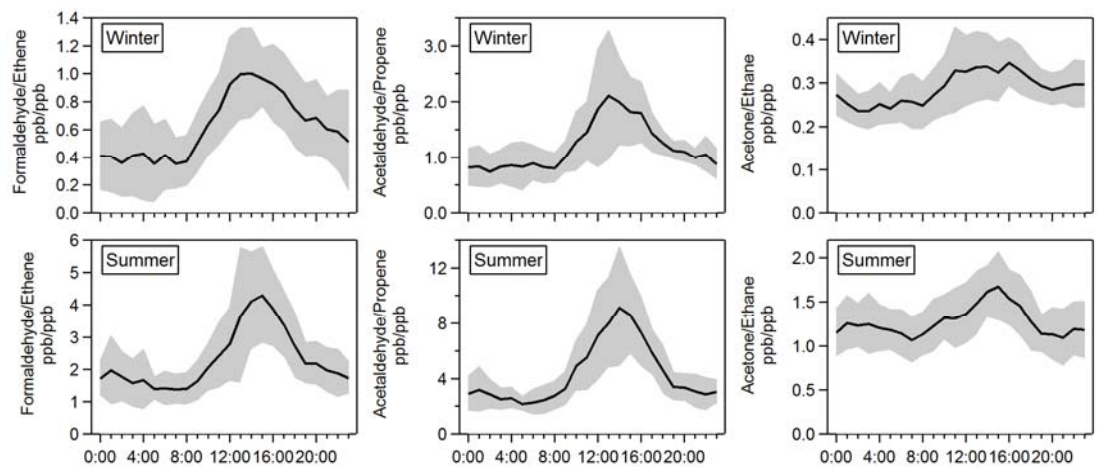 Formaldehyde/Ethene
ppb/ppb
1.4
1.2
1.0
0.8
0.6
0.4
0.2
0.0
Winter
Acetaldehyde/Propene
ppb/ppb
3.0
2.0
1.0
0.0
Winter
Acetone/Ethane
ppb/ppb
0.4
0.3
0.2
0.1
0.0
Winter
Formaldehyde/Ethene
ppb/ppb
6
5
4
3
2
1
0
Summer
0:00 4:00 8:00 12:00 16:00 20:00
Acetaldehyde/Propene
ppb/ppb
12
8
4
0
Summer
0:00 4:00 8:00 12:00 16:00 20:00
Acetone/Ethane
ppb/ppb
2.0
1.5
1.0
0.5
0.0
Summer
0:00 4:00 8:00 12:00 16:00 20:00